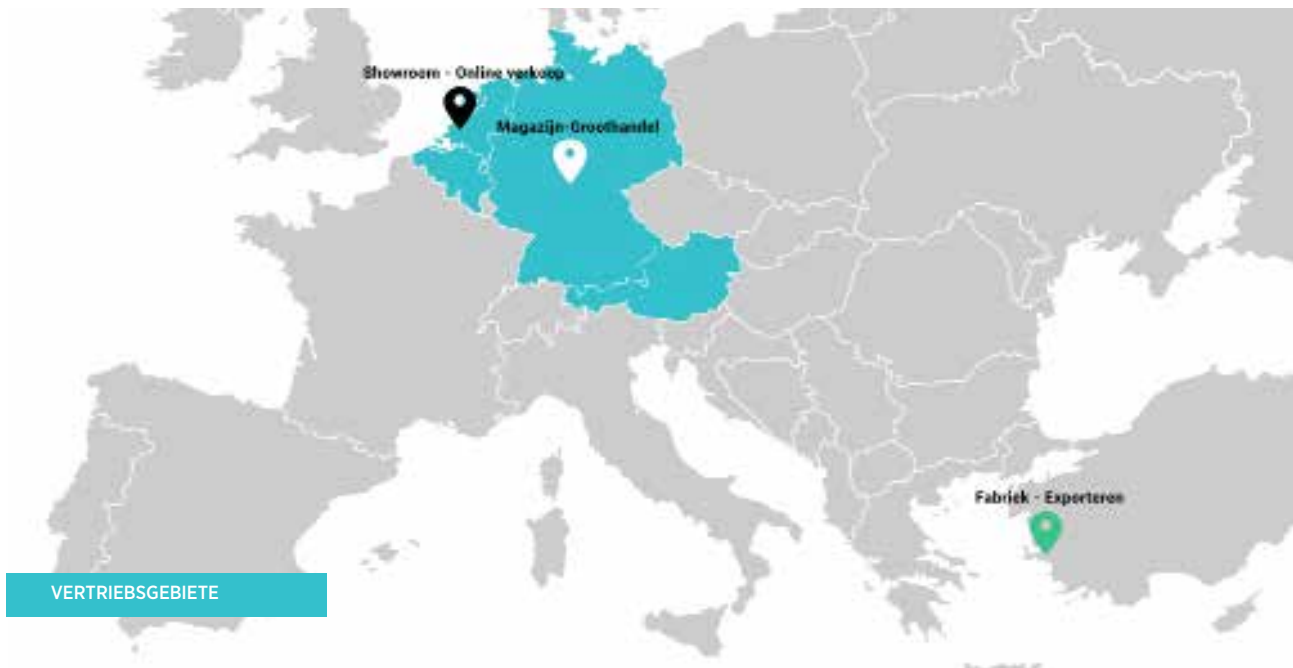 Showroom - Online verkoop
Magazijn-Groothandel
Fabriek - Exporteren
VERTRIEBSGEBIETE